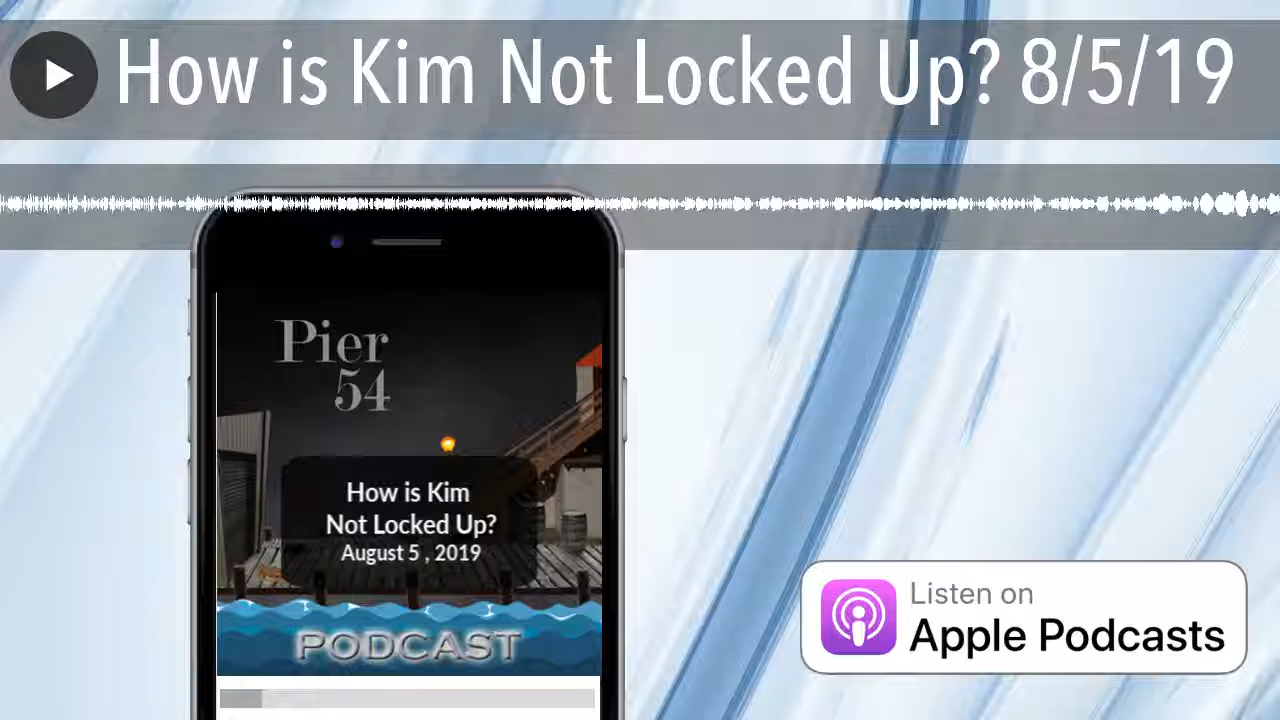 How is Kim Not Locked Up? 8/5/19
Pier
54
How is Kim
Not Locked Up?
August 5 , 2019
PODCAST
Listen on
Apple Podcasts